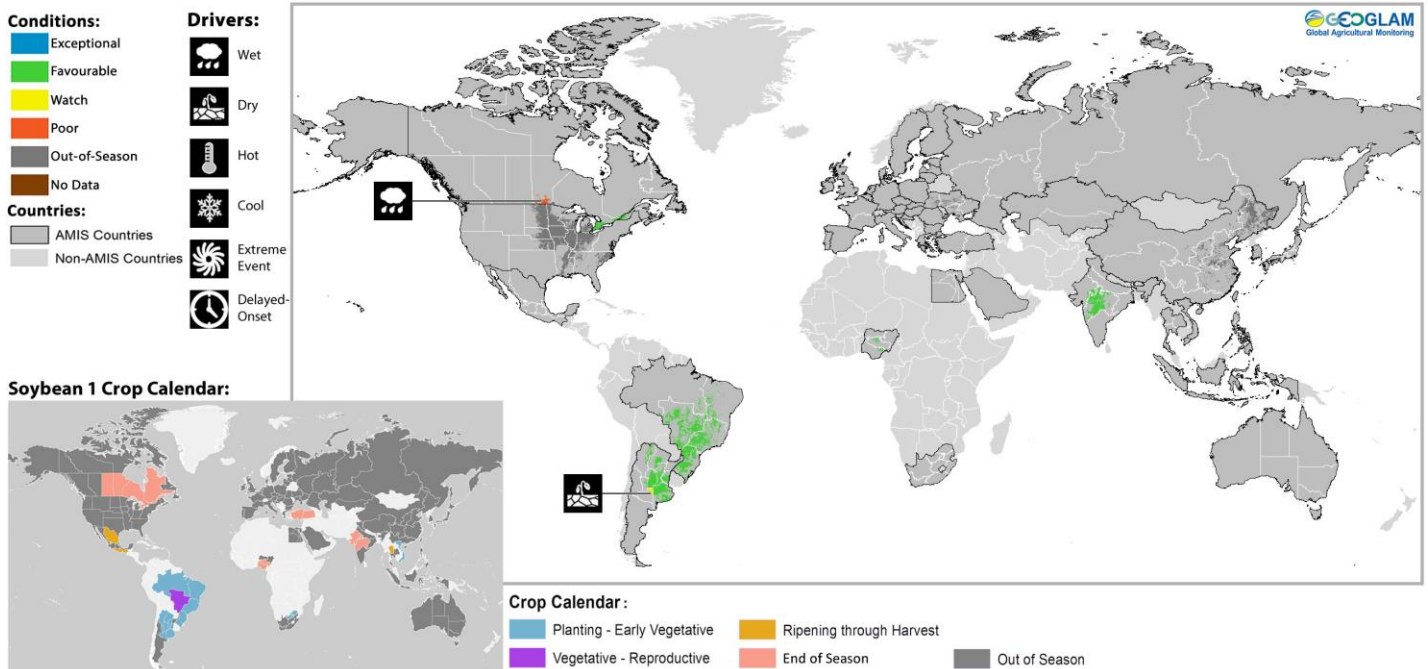 Conditions:
Exceptional
Favourable
Watch
Poor
Out-of-Season
No Data
Countries:
AMIS Countries
Non-AMIS Countries
Drivers:
Wet
Dry
Hot
Cool
Extreme
Event
Delayed-
Onset
GEOGLAM
Global Agricultural Monitoring
Soybean 1 Crop Calendar:
Crop Calendar :
Planting - Early Vegetative
Ripening through Harvest
Vegetative - Reproductive
End of Season
Out of Season